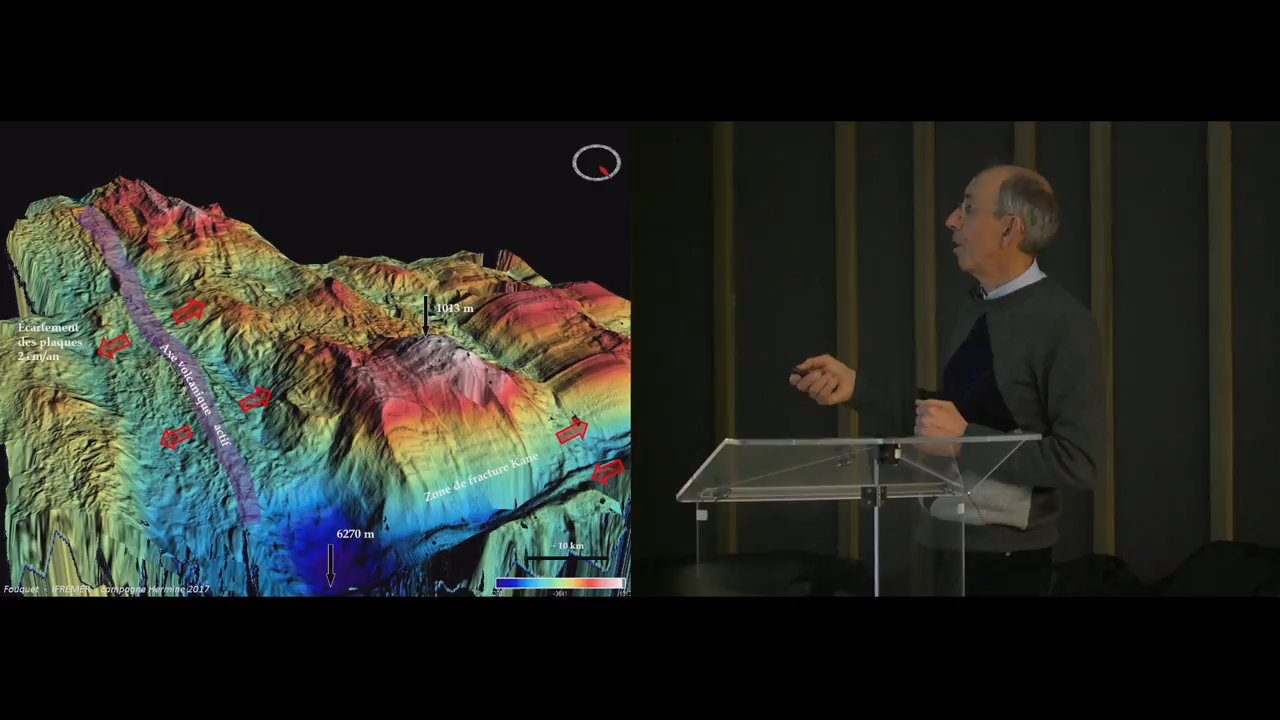 1013 m
Ecartement
des plaques
2 cm/an
Axe volcanique actif
Zone de fracture Kane
6270 m
~ 10 km
Fouquet - IFREMER - Campagne Hermine 2017